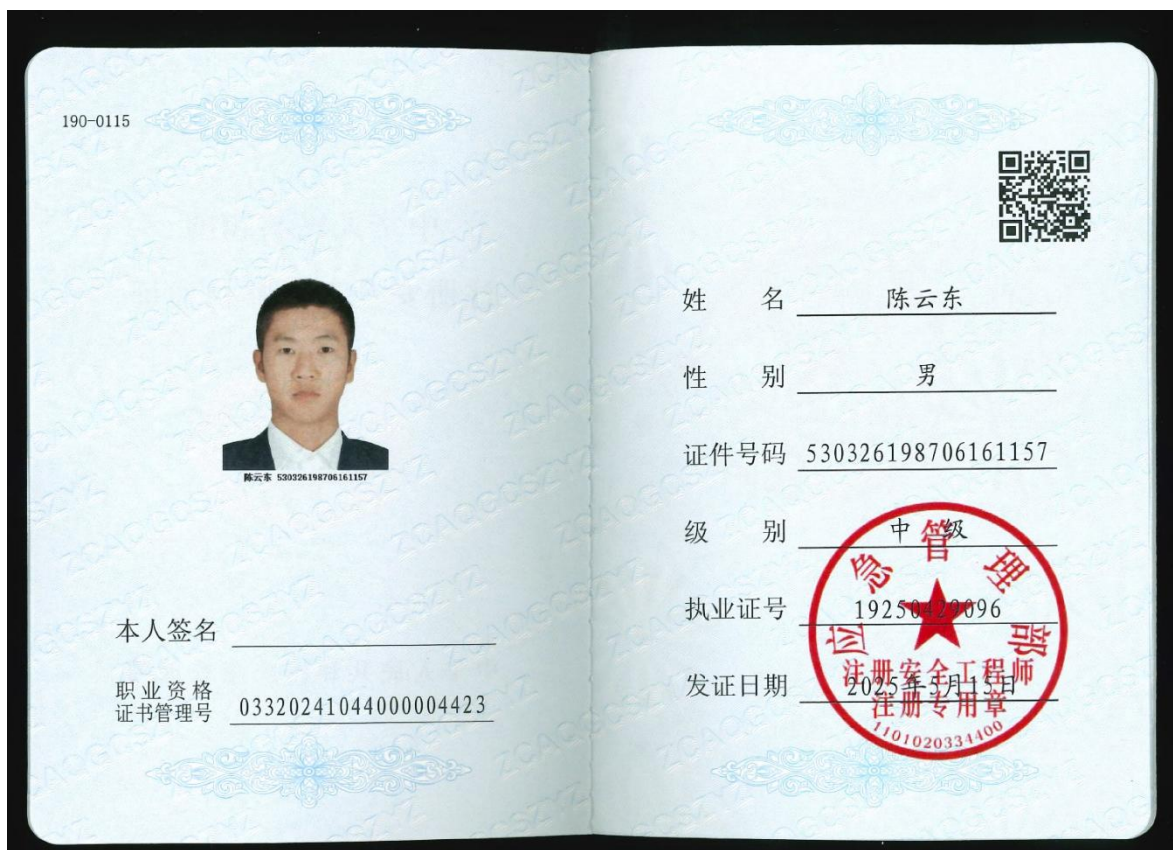 190-0115
陈云东 530326198706161157
本人签名
职业资格
证书管理号 03320241044000004423
姓 名 陈云东
性 别 男
证件号码 530326198706161157
级 别 中 级
执业证号 19250429096
发证日期 2025年5月15日
应急管理部
注册安全工程师
注册专用章
1101020334400